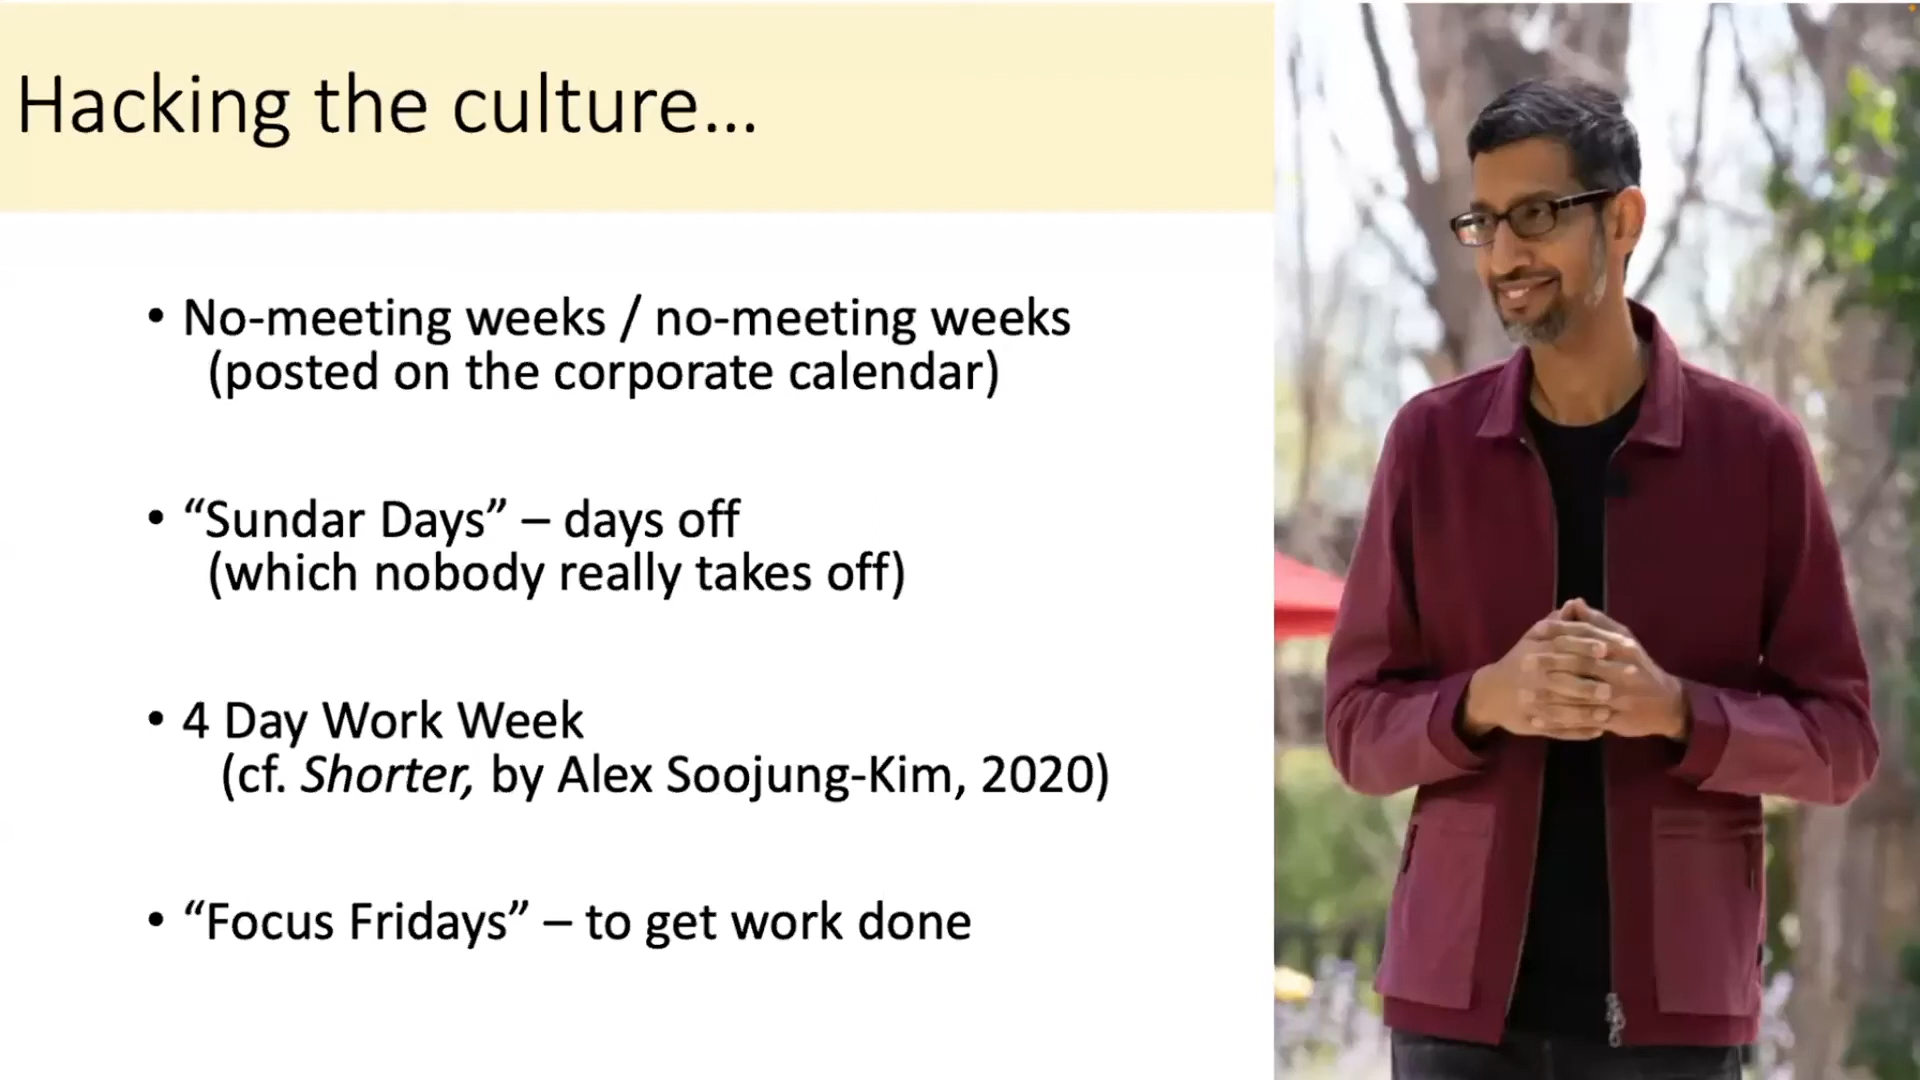 Hacking the culture...
• No-meeting weeks / no-meeting weeks
(posted on the corporate calendar)
• “Sundar Days” – days off
(which nobody really takes off)
• 4 Day Work Week
(cf. Shorter, by Alex Soojung-Kim, 2020)
• “Focus Fridays” – to get work done